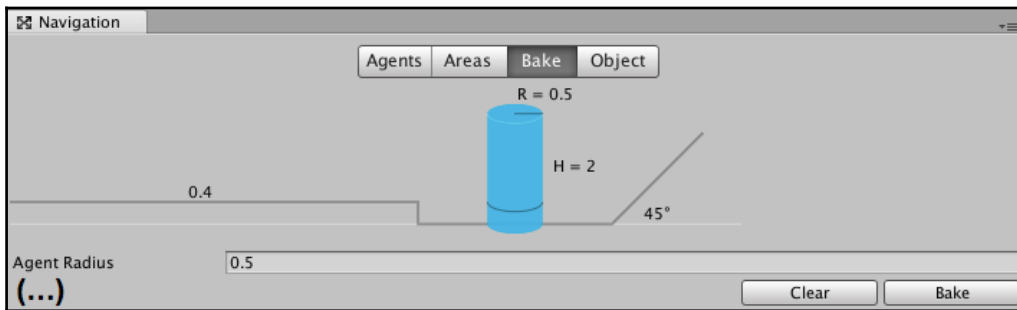 Navigation
Agents Areas Bake Object
R = 0.5
H = 2
0.4
45°
Agent Radius 0.5
(...) Clear Bake